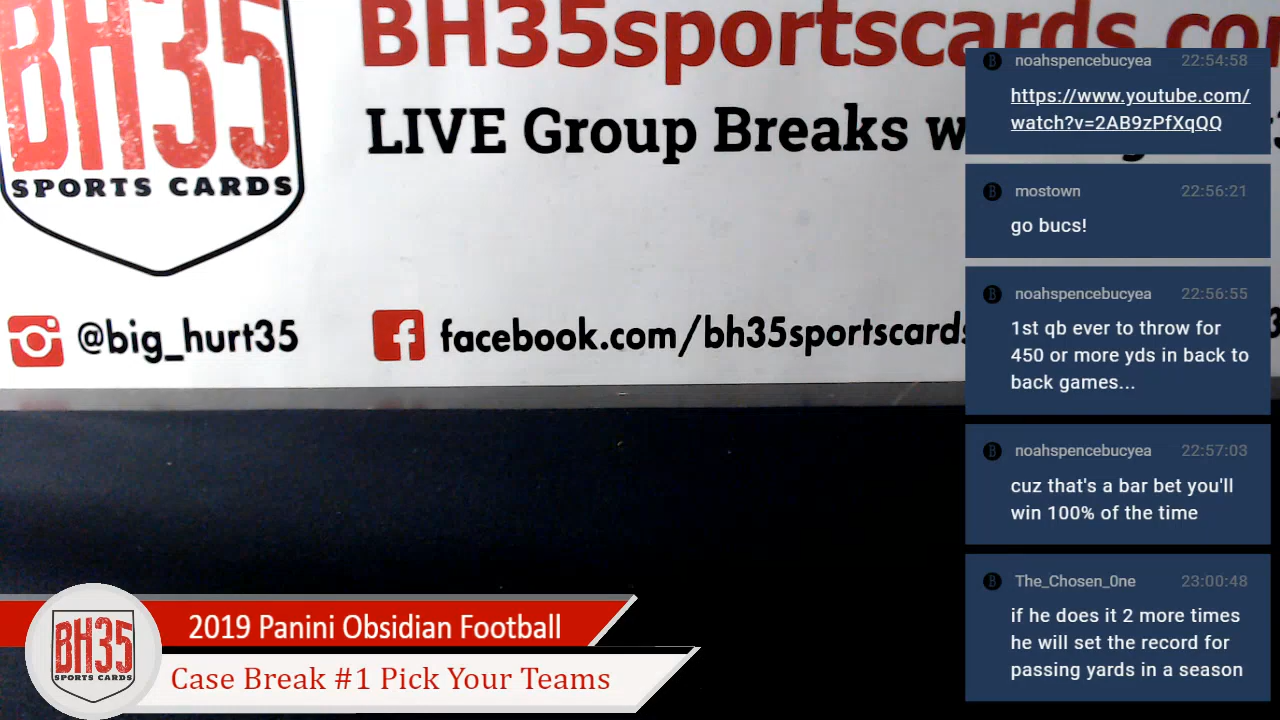 BH35
SPORTS CARDS
BH35sportscards.co
LIVE Group Breaks w
@big_hurt35
facebook.com/bh35sportscards
noahspencebucyea 22:54:58
https://www.youtube.com/
watch?v=2AB9zPfXqQQ
mostown 22:56:21
go bucs!
noahspencebucyea 22:56:55
1st qb ever to throw for
450 or more yds in back to
back games...
noahspencebucyea 22:57:03
cuz that's a bar bet you'll
win 100% of the time
The_Chosen_0ne 23:00:48
if he does it 2 more times
he will set the record for
passing yards in a season
BH35
SPORTS CARDS
2019 Panini Obsidian Football
Case Break #1 Pick Your Teams